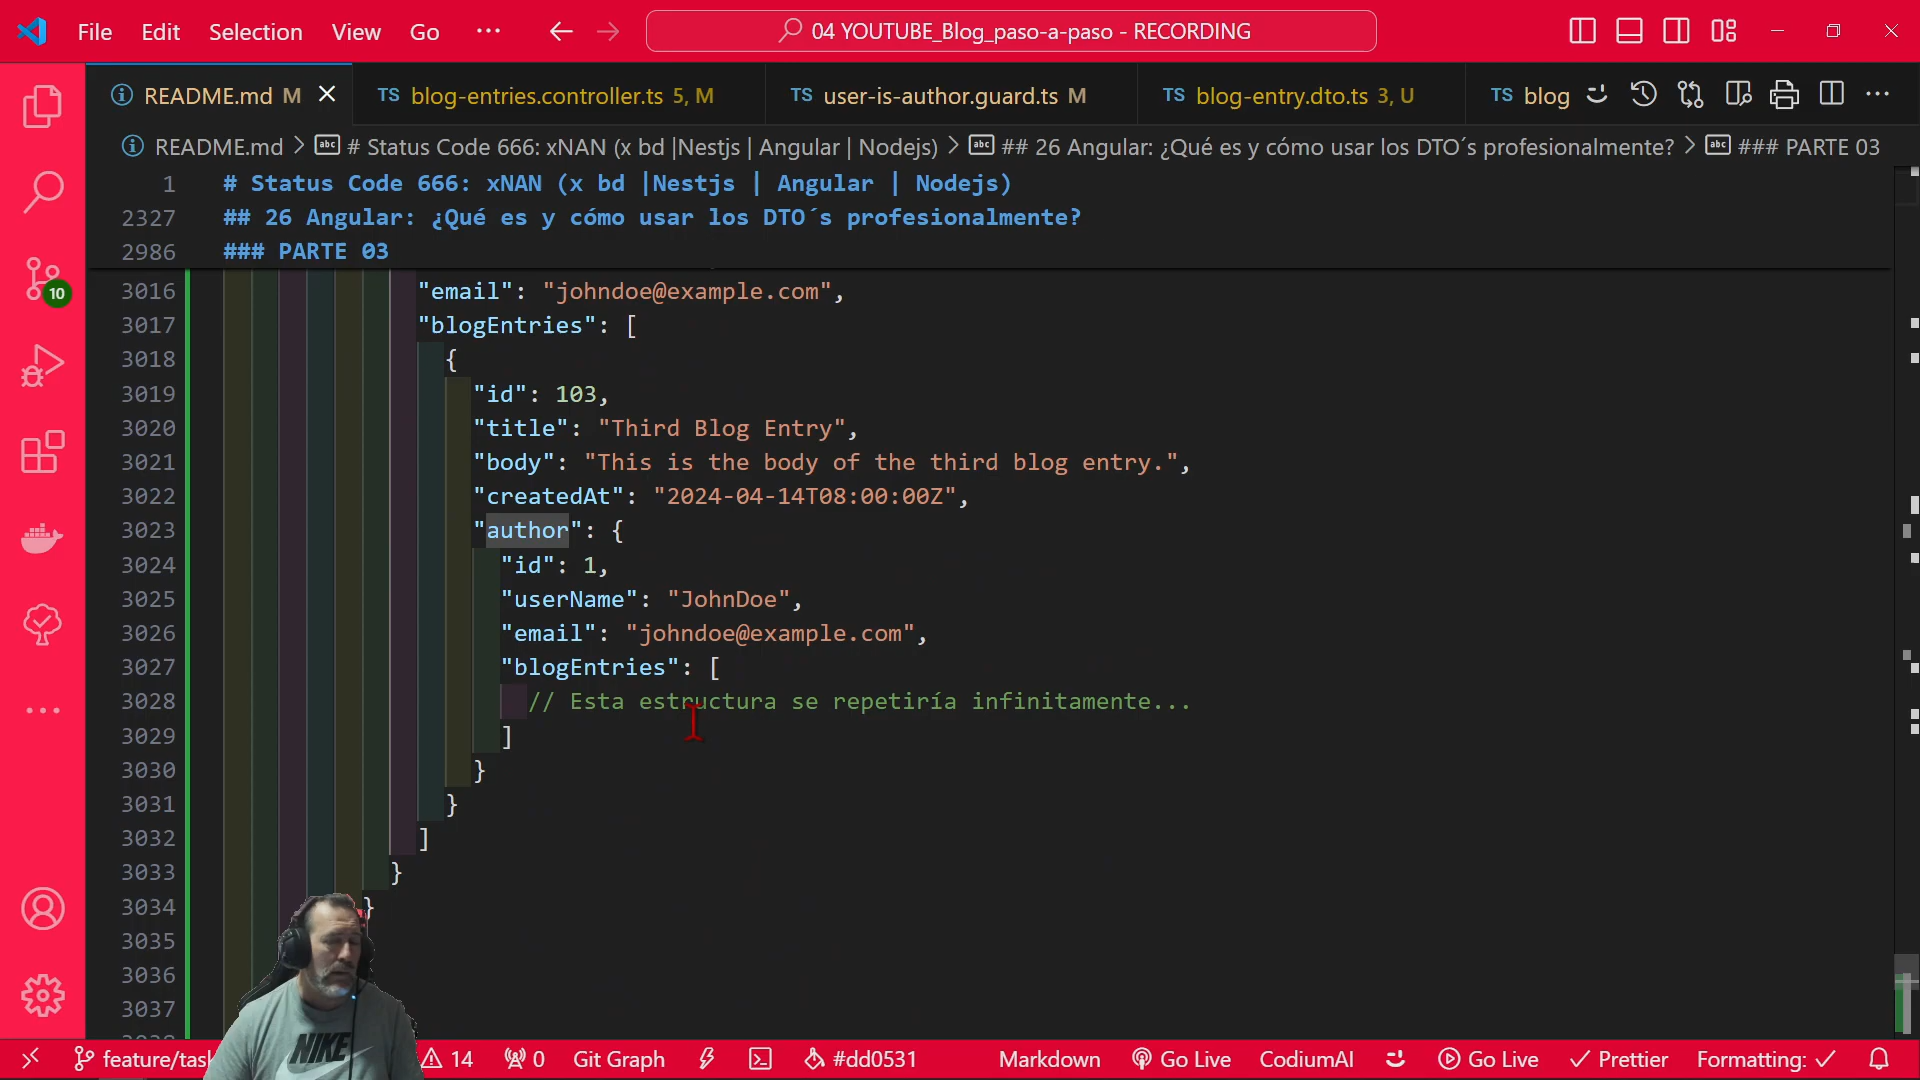 File Edit Selection View Go ··· 04 YOUTUBE_Blog_paso-a-paso - RECORDING
README.md M TS blog-entries.controller.ts 5, M TS user-is-author.guard.ts M TS blog-entry.dto.ts 3, U TS blog
README.md > # Status Code 666: xNAN (x bd |Nestjs | Angular | Nodejs) > ## 26 Angular: ¿Qué es y cómo usar los DTO´s profesionalmente? > ### PARTE 03
1 # Status Code 666: xNAN (x bd |Nestjs | Angular | Nodejs)
2327 ## 26 Angular: ¿Qué es y cómo usar los DTO´s profesionalmente?
2986 ### PARTE 03
3016 "email": "johndoe@example.com",
3017 "blogEntries": [
3018 {
3019 "id": 103,
3020 "title": "Third Blog Entry",
3021 "body": "This is the body of the third blog entry.",
3022 "createdAt": "2024-04-14T08:00:00Z",
3023 "author": {
3024 "id": 1,
3025 "userName": "JohnDoe",
3026 "email": "johndoe@example.com",
3027 "blogEntries": [
3028 // Esta estructura se repetiría infinitamente...
3029 ]
3030 }
3031 }
3032 ]
3033 }
3034 }
3035
3036
3037
10
NIKE
feature/task 14 0 Git Graph #dd0531 Markdown Go Live CodiumAI Go Live Prettier Formatting: